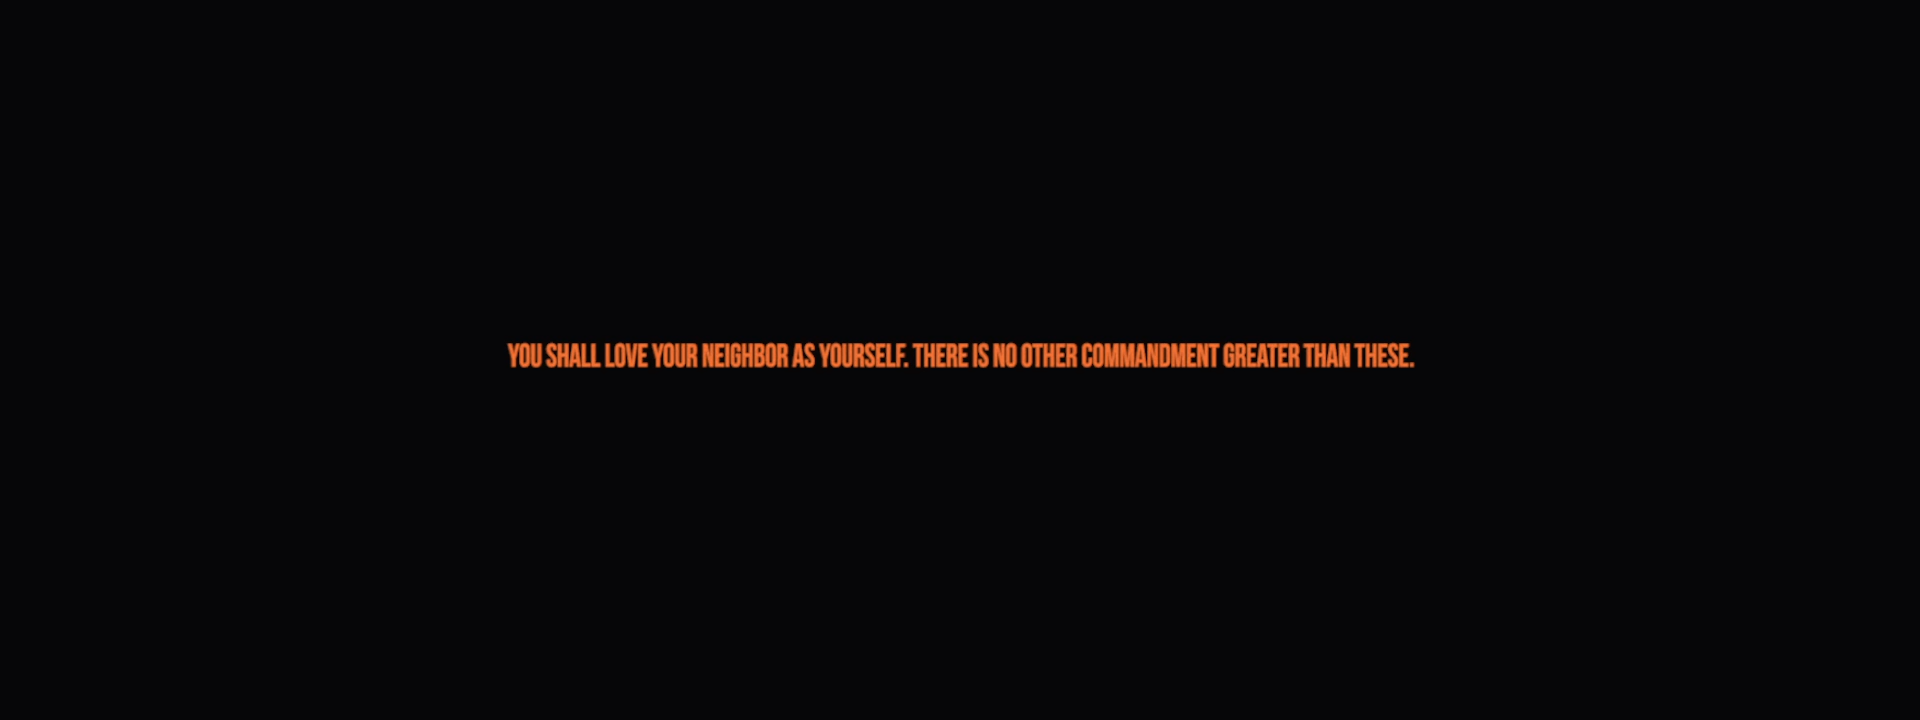 YOU SHALL LOVE YOUR NEIGHBOR AS YOURSELF. THERE IS NO OTHER COMMANDMENT GREATER THAN THESE.